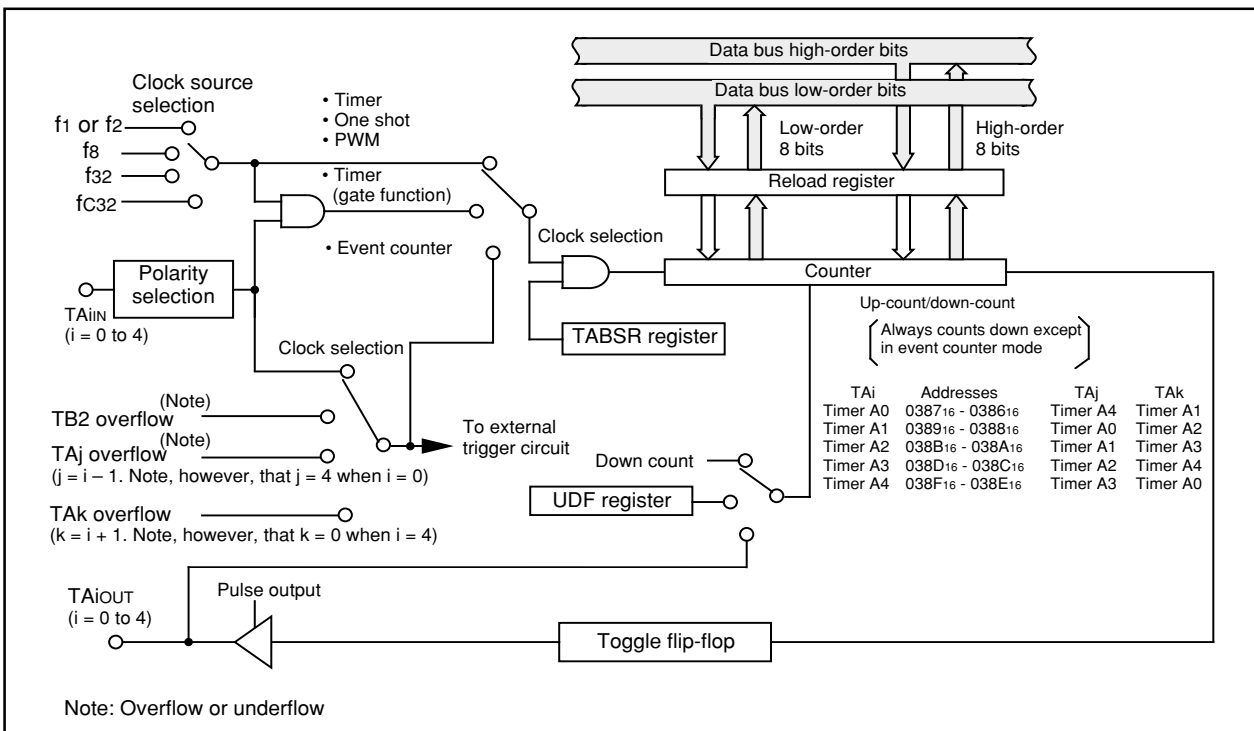 Data bus high-order bits
Data bus low-order bits
Clock source
selection
f1 or f2
f8
f32
fC32
• Timer
• One shot
• PWM
• Timer
(gate function)
• Event counter
Low-order
8 bits
High-order
8 bits
Reload register
Clock selection
Counter
Polarity
selection
TAiIN
(i = 0 to 4)
TABSR register
Up-count/down-count
(Always counts down except
in event counter mode)
Clock selection
TB2 overflow (Note)
TAj overflow (Note)
(j = i – 1. Note, however, that j = 4 when i = 0)
TAk overflow
(k = i + 1. Note, however, that k = 0 when i = 4)
To external
trigger circuit
Down count
UDF register
TAi Addresses TAj TAk
Timer A0 038716 - 038616 Timer A4 Timer A1
Timer A1 038916 - 038816 Timer A0 Timer A2
Timer A2 038B16 - 038A16 Timer A1 Timer A3
Timer A3 038D16 - 038C16 Timer A2 Timer A4
Timer A4 038F16 - 038E16 Timer A3 Timer A0
TAiOUT
(i = 0 to 4)
Pulse output
Toggle flip-flop
Note: Overflow or underflow